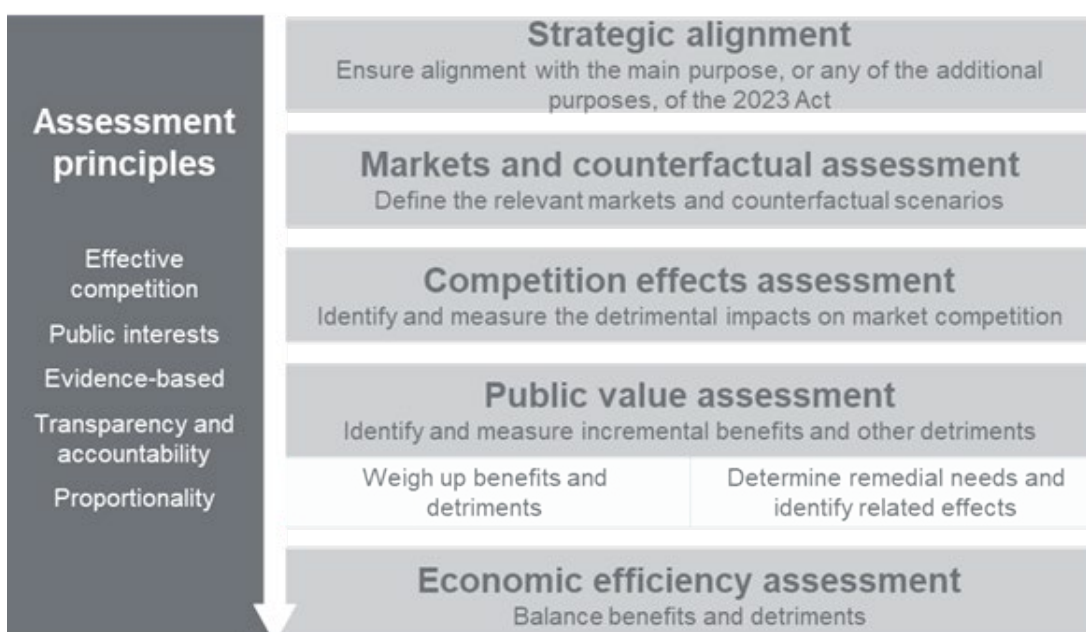 Assessment
principles
Effective
competition
Public interests
Evidence-based
Transparency and
accountability
Proportionality
Strategic alignment
Ensure alignment with the main purpose, or any of the additional
purposes, of the 2023 Act
Markets and counterfactual assessment
Define the relevant markets and counterfactual scenarios
Competition effects assessment
Identify and measure the detrimental impacts on market competition
Public value assessment
Identify and measure incremental benefits and other detriments
Weigh up benefits and
detriments
Determine remedial needs and
identify related effects
Economic efficiency assessment
Balance benefits and detriments